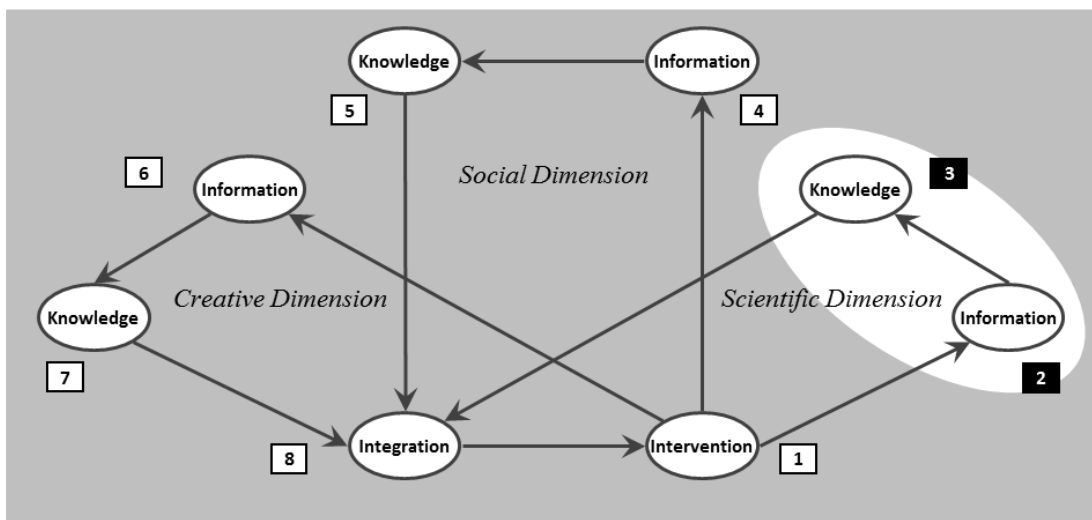 Knowledge
Information
5
4
6
Social Dimension
3
Information
Knowledge
Creative Dimension
Scientific Dimension
Knowledge
Information
7
2
Integration
Intervention
8
1